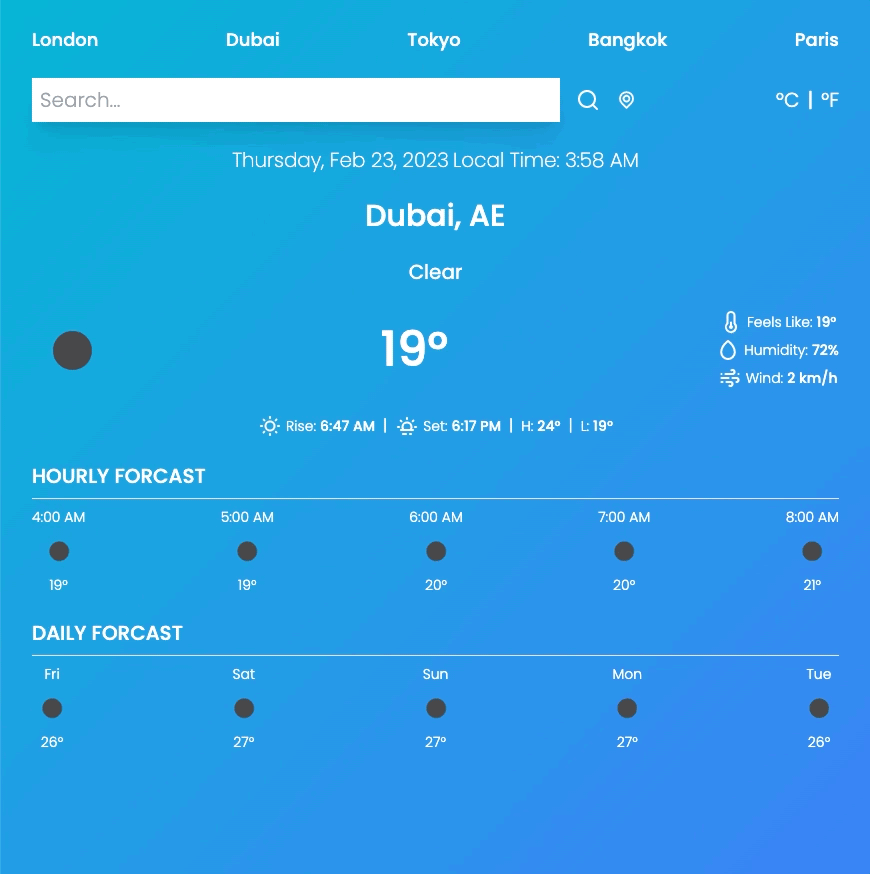 London Dubai Tokyo Bangkok Paris
Search... °C | °F
Thursday, Feb 23, 2023 Local Time: 3:58 AM
Dubai, AE
Clear
19°
Feels Like: 19°
Humidity: 72%
Wind: 2 km/h
Rise: 6:47 AM | Set: 6:17 PM | H: 24° | L: 19°
HOURLY FORCAST
4:00 AM 5:00 AM 6:00 AM 7:00 AM 8:00 AM
19° 19° 20° 20° 21°
DAILY FORCAST
Fri Sat Sun Mon Tue
26° 27° 27° 27° 26°